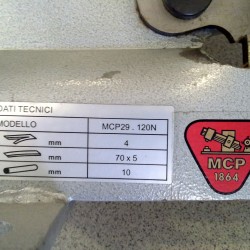 DATI TECNICI
MODELLO MCP29 . 120N
mm 4
mm 70 x 5
mm 10
MCP
1864